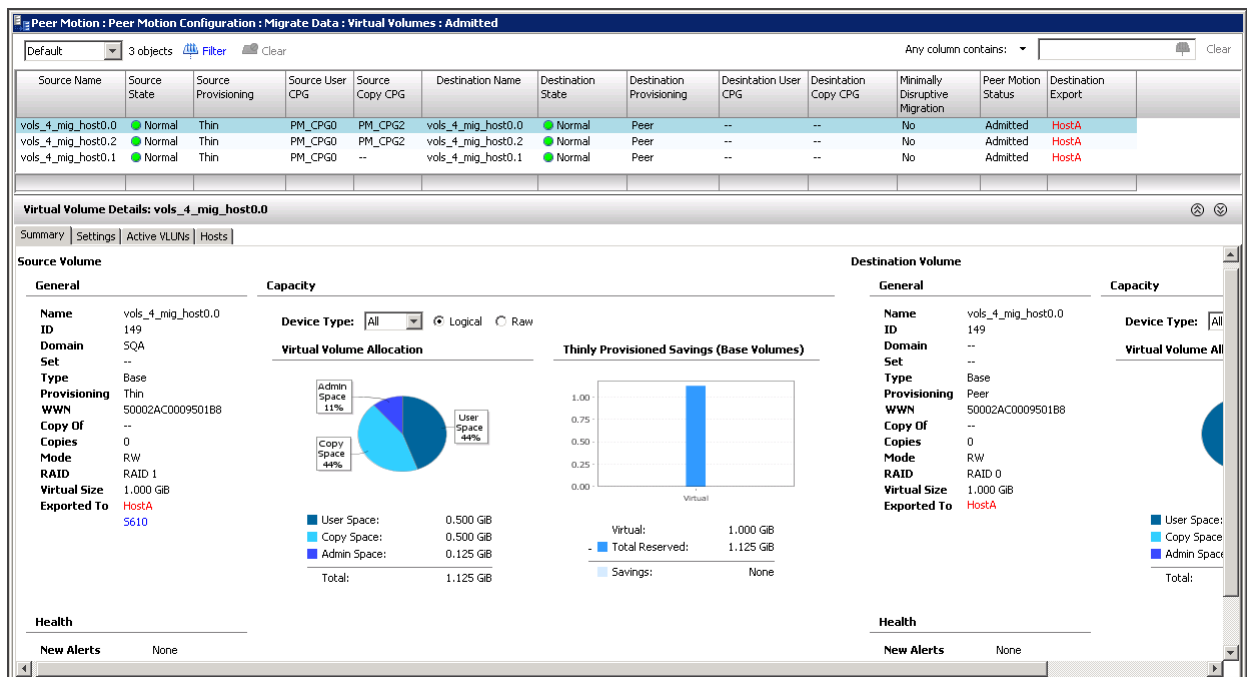 Peer Motion : Peer Motion Configuration : Migrate Data : Virtual Volumes : Admitted
Default 3 objects Filter Clear Any column contains: Clear
Source Name Source State Source Provisioning Source User CPG Source Copy CPG Destination Name Destination State Destination Provisioning Desintation User CPG Desintation Copy CPG Minimally Disruptive Migration Peer Motion Status Destination Export
vols_4_mig_host0.0 Normal Thin PM_CPG0 PM_CPG2 vols_4_mig_host0.0 Normal Peer -- -- No Admitted HostA
vols_4_mig_host0.2 Normal Thin PM_CPG0 PM_CPG2 vols_4_mig_host0.2 Normal Peer -- -- No Admitted HostA
vols_4_mig_host0.1 Normal Thin PM_CPG0 -- vols_4_mig_host0.1 Normal Peer -- -- No Admitted HostA
Virtual Volume Details: vols_4_mig_host0.0
Summary Settings Active VLUNs Hosts
Source Volume
General
Name vols_4_mig_host0.0
ID 149
Domain SQA
Set --
Type Base
Provisioning Thin
WWN 50002AC0009501B8
Copy Of --
Copies 0
Mode RW
RAID RAID 1
Virtual Size 1.000 GiB
Exported To HostA
S610
Health
New Alerts None
Capacity
Device Type: All Logical Raw
Virtual Volume Allocation
Admin Space 11%
User Space 44%
Copy Space 44%
User Space: 0.500 GiB
Copy Space: 0.500 GiB
Admin Space: 0.125 GiB
Total: 1.125 GiB
Thinly Provisioned Savings (Base Volumes)
1.00
0.75
0.50
0.25
0.00
Virtual
Virtual: 1.000 GiB
- Total Reserved: 1.125 GiB
Savings: None
Destination Volume
General
Name vols_4_mig_host0.0
ID 149
Domain --
Set --
Type Base
Provisioning Peer
WWN 50002AC0009501B8
Copy Of --
Copies 0
Mode RW
RAID RAID 0
Virtual Size 1.000 GiB
Exported To HostA
Health
New Alerts None
Capacity
Device Type: All
Virtual Volume All
User Space:
Copy Space
Admin Space
Total: